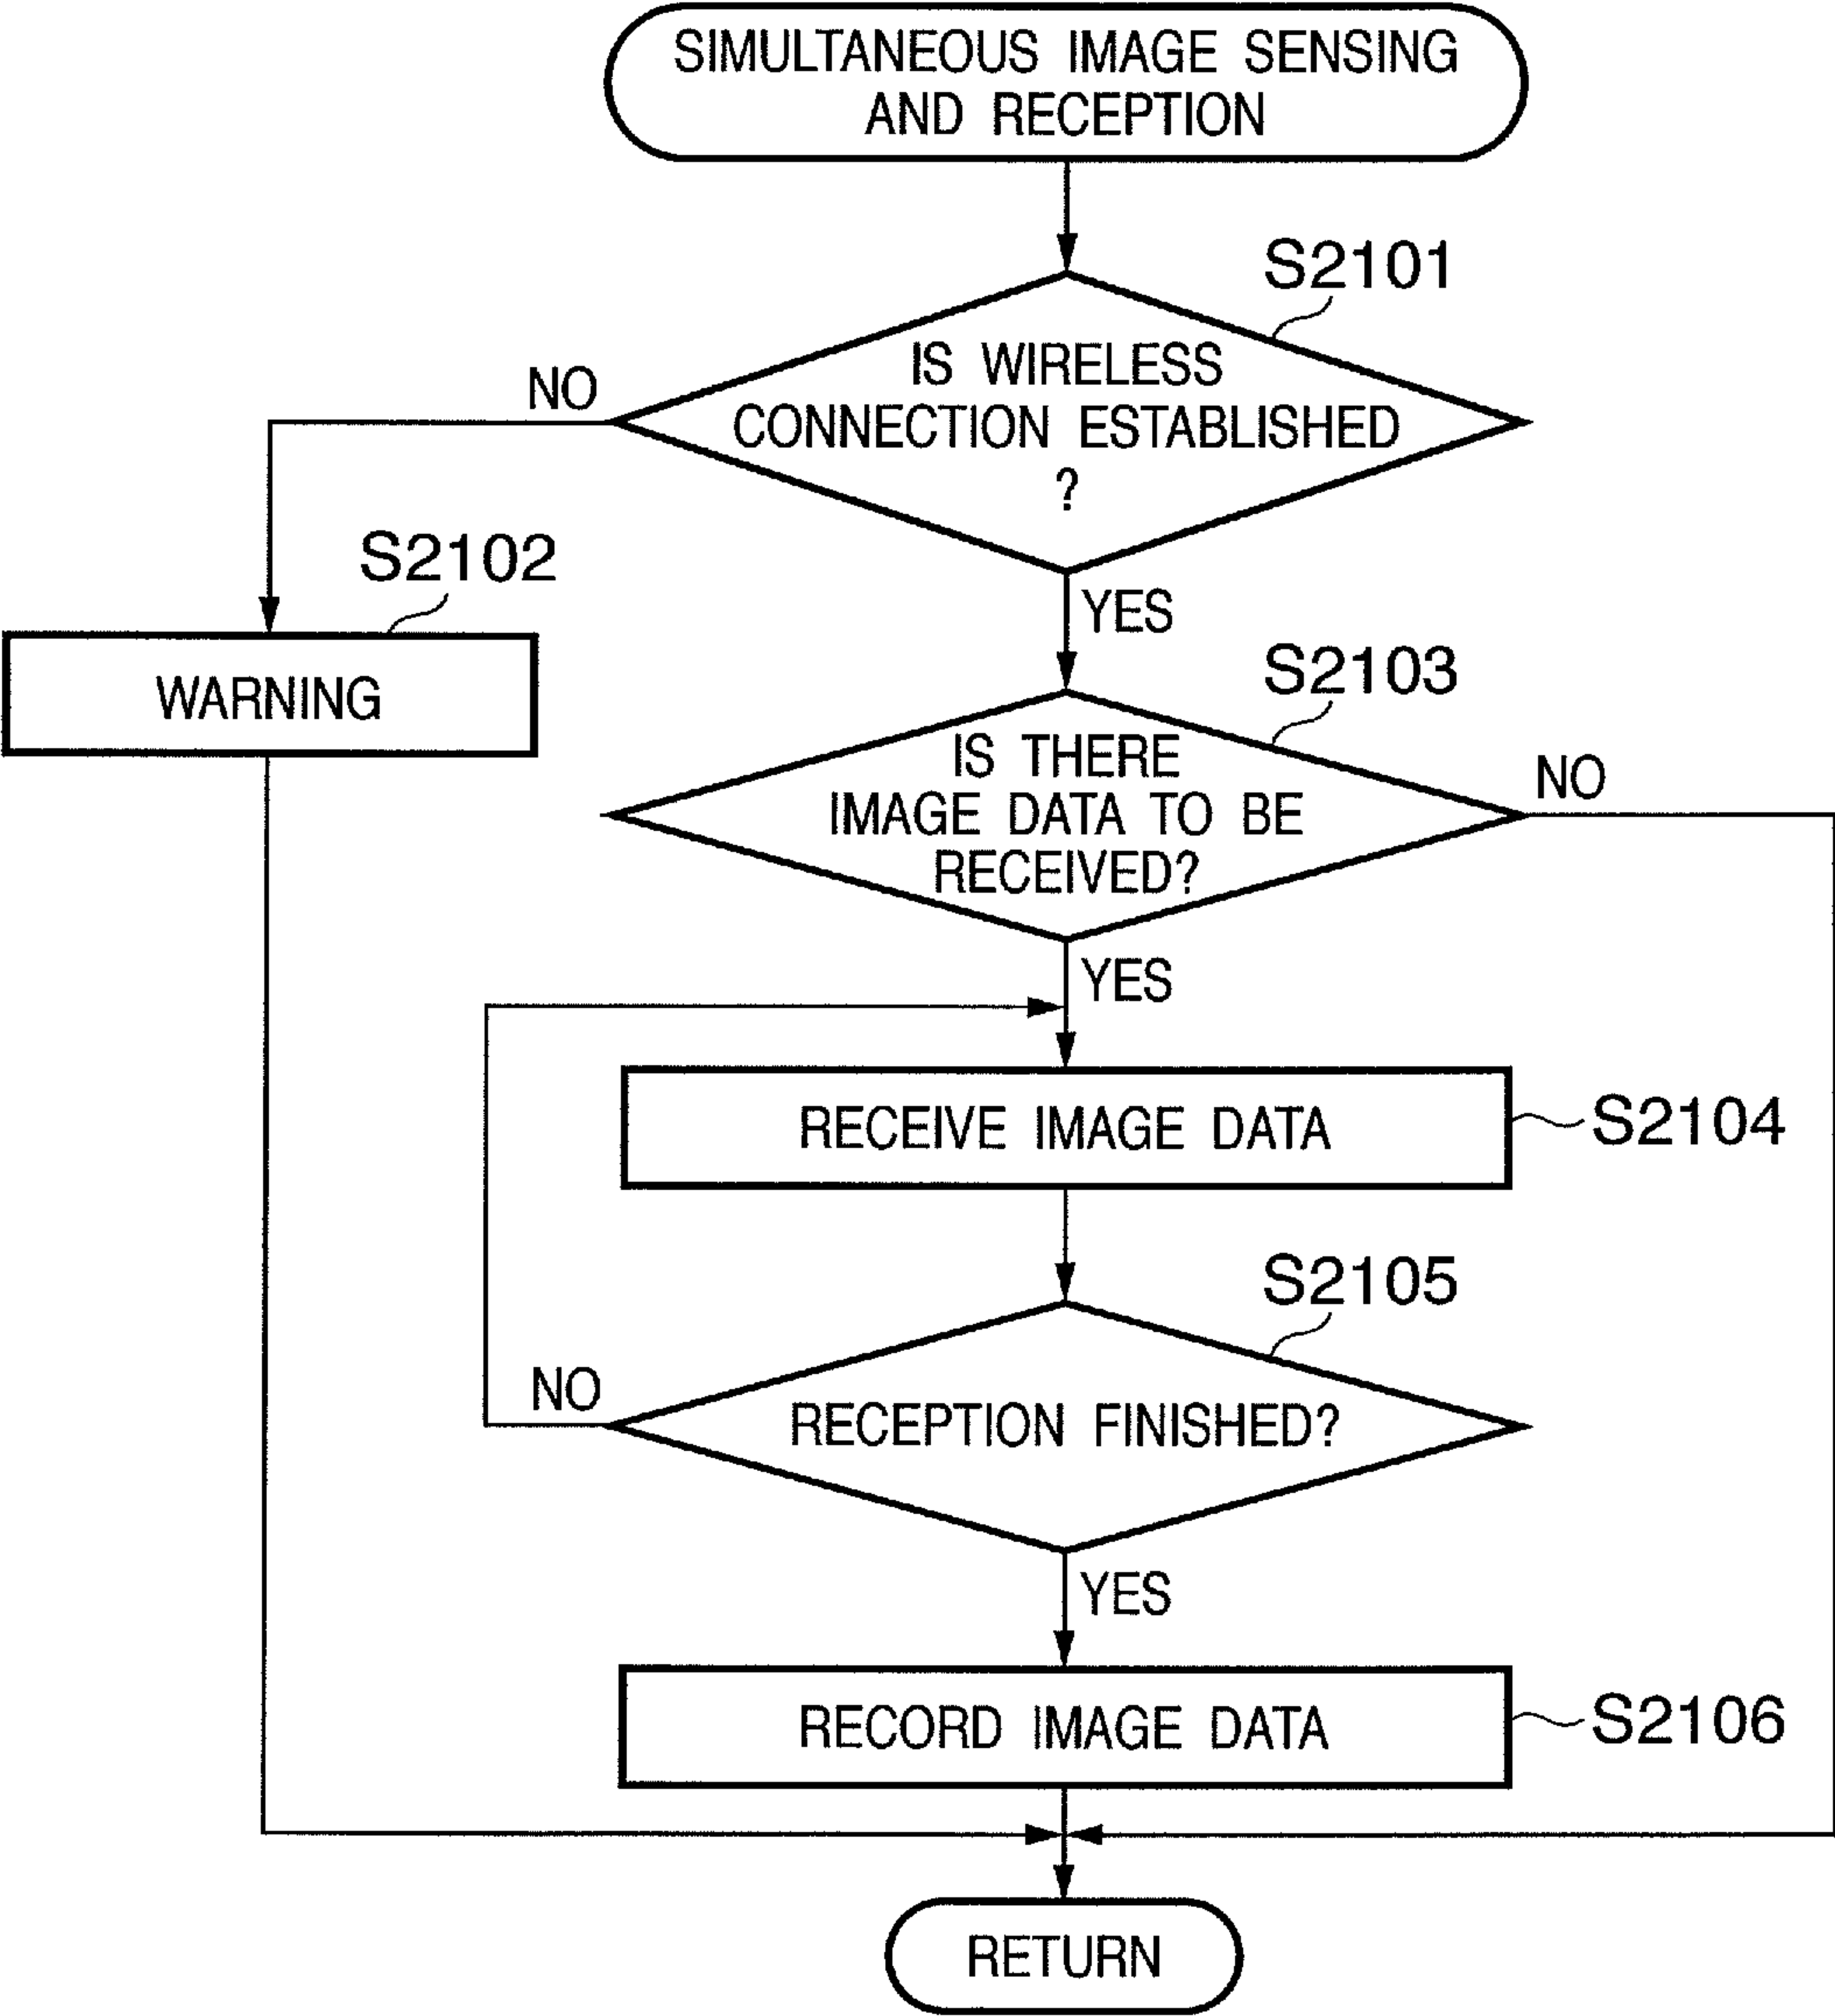 SIMULTANEOUS IMAGE SENSING
AND RECEPTION
S2101
IS WIRELESS
CONNECTION ESTABLISHED
?
NO
YES
S2102
WARNING
S2103
IS THERE
IMAGE DATA TO BE
RECEIVED?
NO
YES
RECEIVE IMAGE DATA
S2104
S2105
RECEPTION FINISHED?
NO
YES
RECORD IMAGE DATA
S2106
RETURN